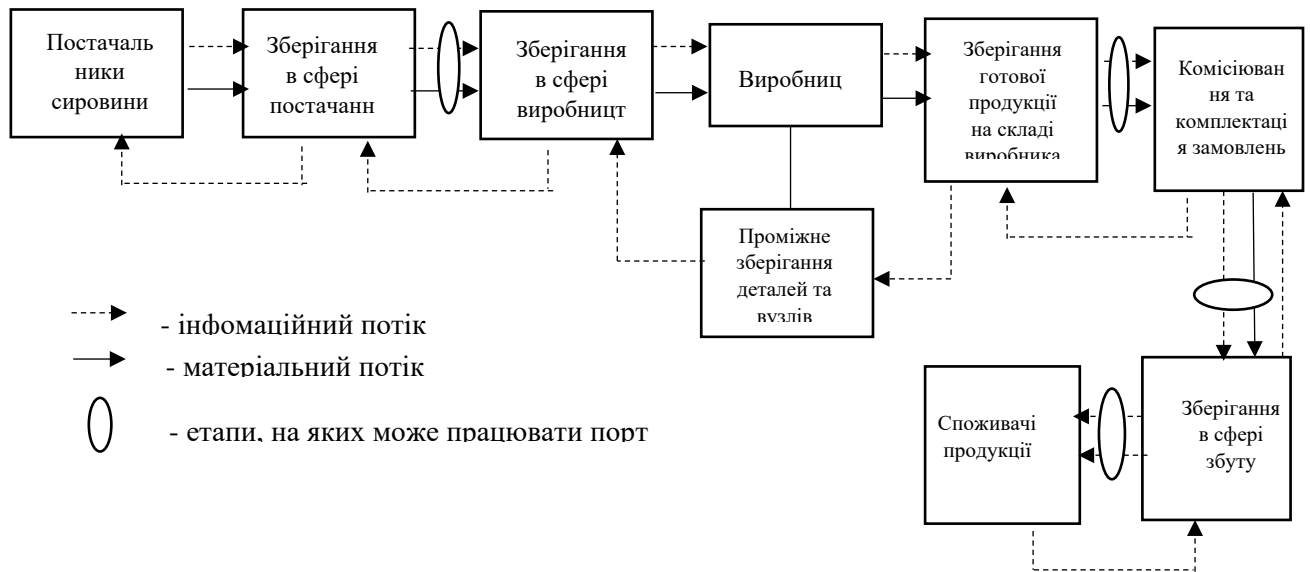 Постачаль
ники
сировини
Зберігання
в сфері
постачанн
Зберігання
в сфері
виробницт
Виробниц
Зберігання
готової
продукції
на складі
виробника
Комісіюван
ня та
комплектаці
я замовлень
Проміжне
зберігання
деталей та
вузлів
- інфомаційний потік
- матеріальний потік
- етапи, на яких може працювати порт
Споживачі
продукції
Зберігання
в сфері
збуту